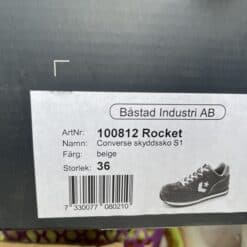 Båstad Industri AB
ArtNr: 100812 Rocket
Namn: Converse skyddssko S1
Färg: beige
Storlek: 36
7 330077 080210